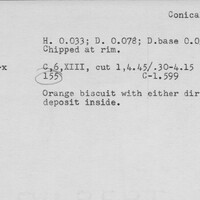 Conica
H. 0.033; D. 0.078; D.base 0.0
Chipped at rim.
-x C,6,XIII, cut 1,4.45/.30-4.15
155 C-1.599
Orange biscuit with either dir
deposit inside.